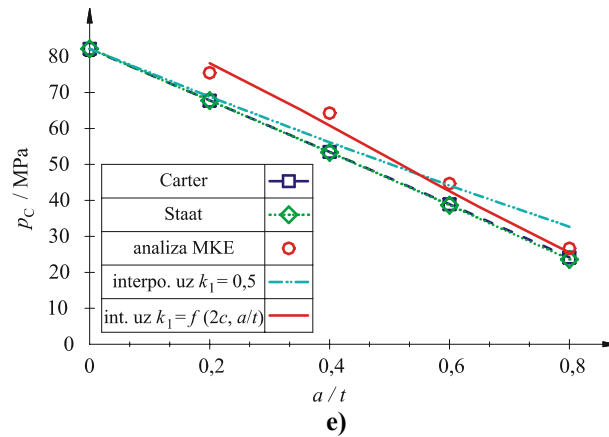 p_C / MPa
80
70
60
50
40
30
20
10
0
Carter
Staat
analiza MKE
interpo. uz k₁= 0,5
int. uz k₁= f (2c, a/t)
0
0,2
0,4
0,6
0,8
a / t
e)